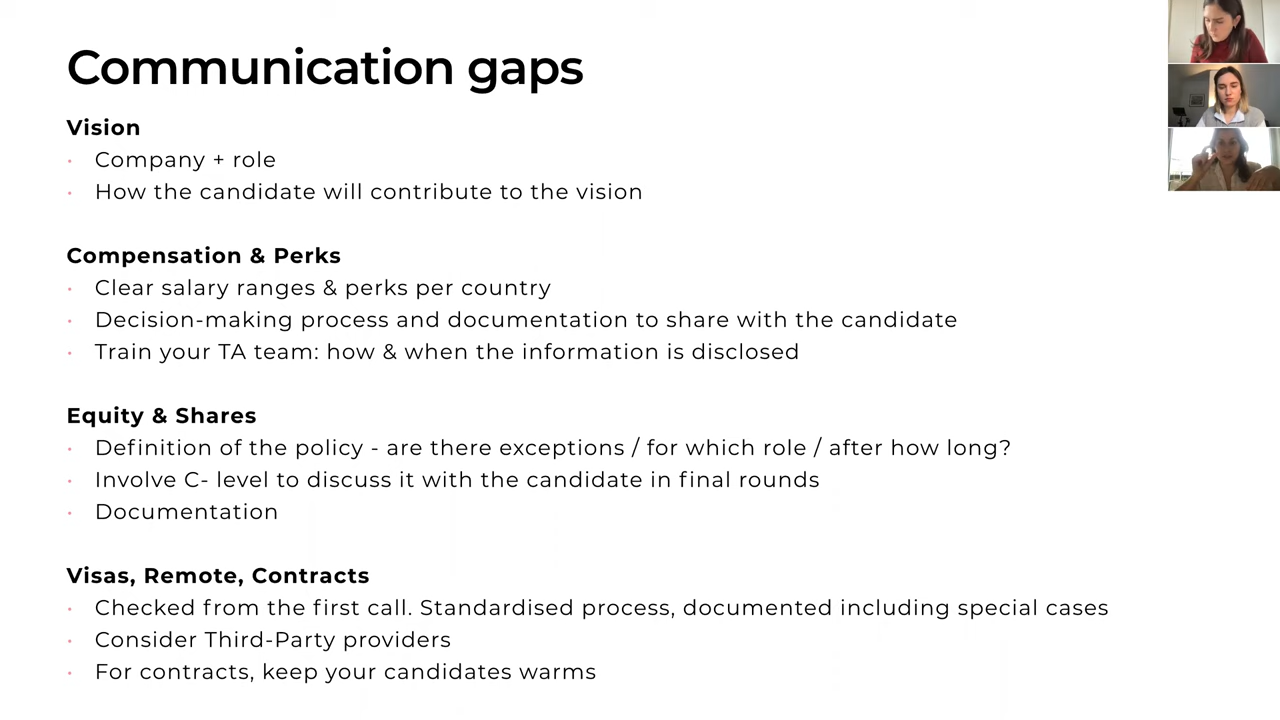 Communication gaps
Vision
· Company + role
· How the candidate will contribute to the vision
Compensation & Perks
· Clear salary ranges & perks per country
· Decision-making process and documentation to share with the candidate
· Train your TA team: how & when the information is disclosed
Equity & Shares
· Definition of the policy - are there exceptions / for which role / after how long?
· Involve C- level to discuss it with the candidate in final rounds
· Documentation
Visas, Remote, Contracts
· Checked from the first call. Standardised process, documented including special cases
· Consider Third-Party providers
· For contracts, keep your candidates warms